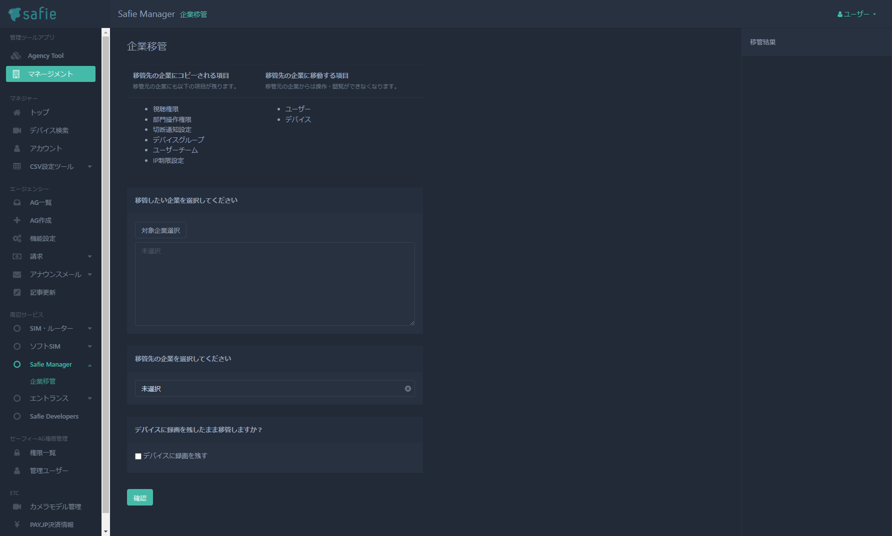 safie
Safie Manager 企業移管
ユーザー
管理ツールアプリ
Agency Tool
マネージメント
マネジャー
トップ
デバイス検索
アカウント
CSV設定ツール
エージェンシー
AG一覧
AG作成
機能設定
請求
アナウンスメール
記事更新
周辺サービス
SIM・ルーター
ソフトSIM
Safie Manager
企業移管
エントランス
Safie Developers
セーフィーAG権限管理
権限一覧
管理ユーザー
ETC
カメラモデル管理
PAY.JP決済情報
企業移管
移管先の企業にコピーされる項目
移管元の企業にも以下の項目が残ります。
視聴権限
部門操作権限
切断通知設定
デバイスグループ
ユーザーチーム
IP制限設定
移管先の企業に移動する項目
移管元の企業からは操作・閲覧ができなくなります。
ユーザー
デバイス
移管したい企業を選択してください
対象企業選択
未選択
移管先の企業を選択してください
未選択
デバイスに録画を残したまま移管しますか？
デバイスに録画を残す
確認
移管結果